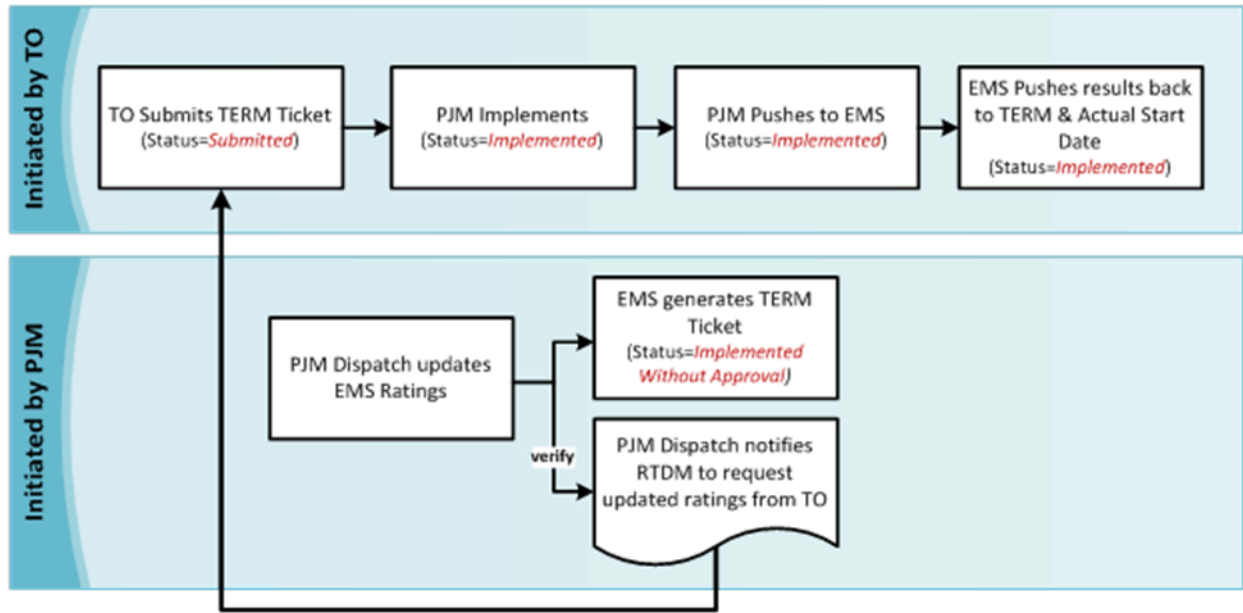 Initiated by TO
TO Submits TERM Ticket
(Status=Submitted)
PJM Implements
(Status=Implemented)
PJM Pushes to EMS
(Status=Implemented)
EMS Pushes results back
to TERM & Actual Start
Date
(Status=Implemented)
Initiated by PJM
PJM Dispatch updates
EMS Ratings
verify
EMS generates TERM
Ticket
(Status=Implemented
Without Approval)
PJM Dispatch notifies
RTDM to request
updated ratings from TO